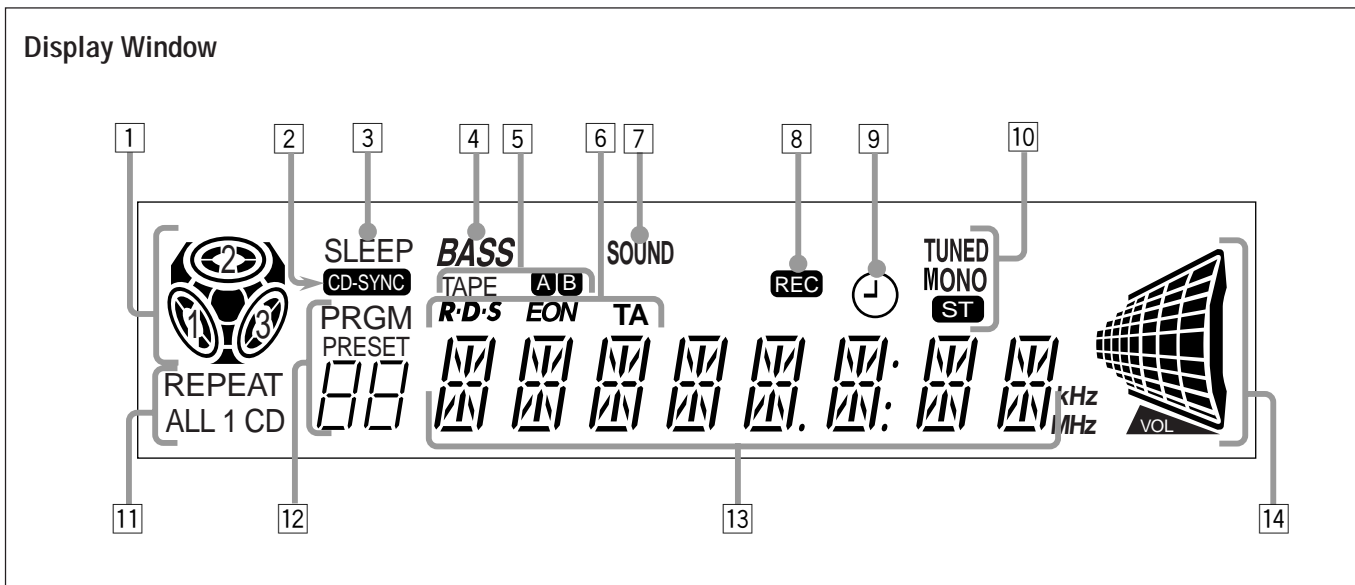 Display Window
1 2 3 4 5 6 7 8 9 10
SLEEP BASS SOUND TUNED
2
CD-SYNC TAPE A B REC MONO
1 3 PRGM R·D·S EON TA ST
PRESET
REPEAT kHz
ALL 1 CD MHz VOL
11 12 13 14